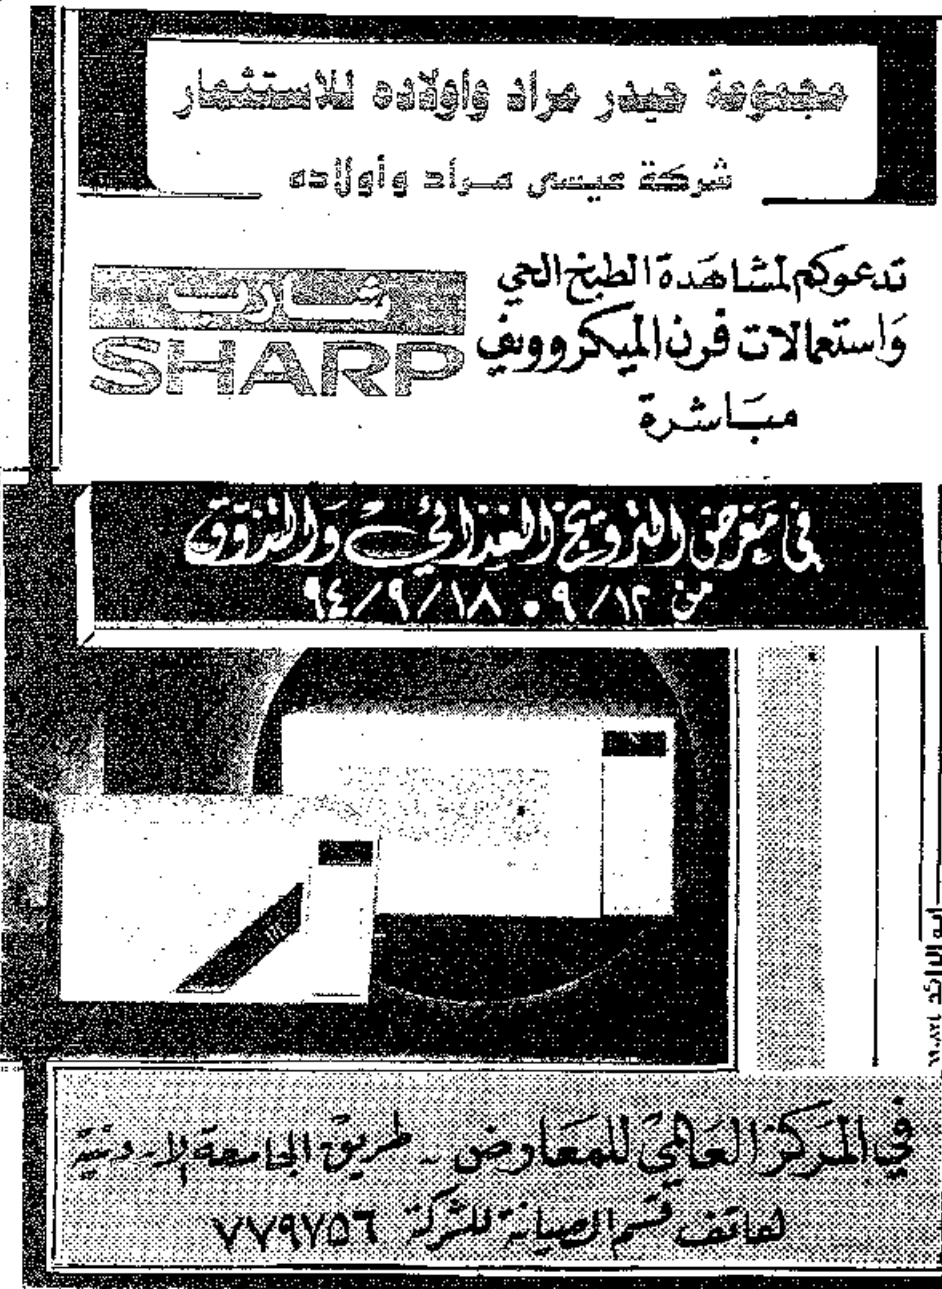 مجموعة حيدر مراد واولاده للاستثمار
شركة عيسى مراد وأولاده
تدعوكم لمشاهدة الطبخ الحي
واستعمالات فرن الميكروويف
مباشرة
شارب
SHARP
في معرض الترويج الغذائي والتذوق
من ٩/١٢ • ٩٤/٩/١٨
في المركز العالمي للمعارض - طريق الجامعة الاردنية
هاتف قسم الصيانة للشركة ٧٧٩٧٥٦